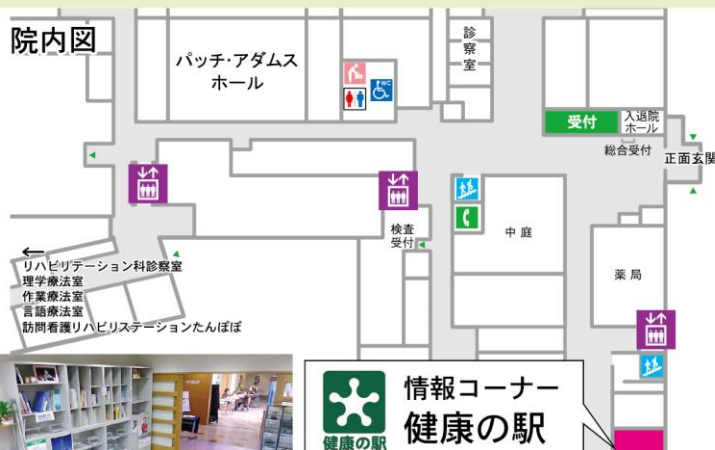 院内図
パッチ・アダムス
ホール
WC
診察室
受付
入退院
ホール
総合受付
正面玄関
検査
受付
中庭
薬局
←
リハビリテーション科診察室
理学療法室
作業療法室
言語療法室
訪問看護リハビリステーションたんぽぽ
健康の駅
情報コーナー
健康の駅